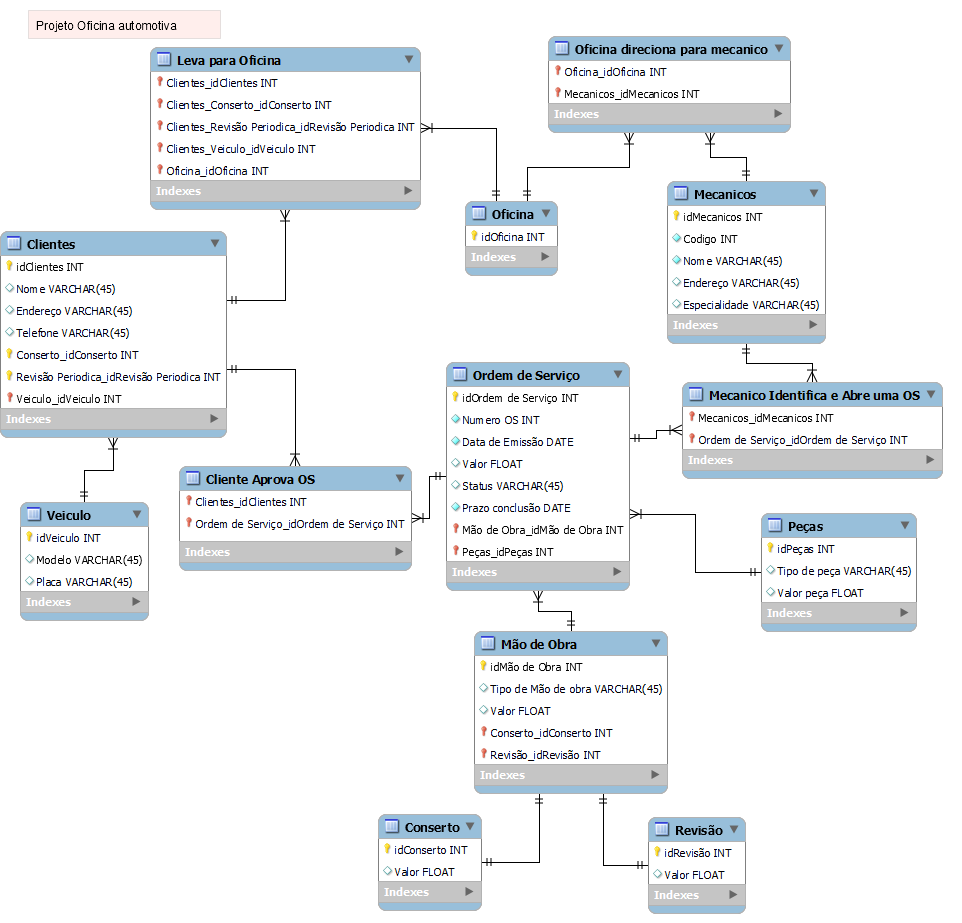 Projeto Oficina automotiva
Leva para Oficina
Clientes_idClientes INT
Clientes_Conserto_idConserto INT
Clientes_Revisão Periodica_idRevisão Periodica INT
Clientes_Veiculo_idVeiculo INT
Oficina_idOficina INT
Indexes
Oficina direciona para mecanico
Oficina_idOficina INT
Mecanicos_idMecanicos INT
Indexes
Oficina
idOficina INT
Indexes
Mecanicos
idMecanicos INT
Codigo INT
Nome VARCHAR(45)
Endereço VARCHAR(45)
Especialidade VARCHAR(45)
Indexes
Clientes
idClientes INT
Nome VARCHAR(45)
Endereço VARCHAR(45)
Telefone VARCHAR(45)
Conserto_idConserto INT
Revisão Periodica_idRevisão Periodica INT
Veiculo_idVeiculo INT
Indexes
Ordem de Serviço
idOrdem de Serviço INT
Numero OS INT
Data de Emissão DATE
Valor FLOAT
Status VARCHAR(45)
Prazo conclusão DATE
Mão de Obra_idMão de Obra INT
Peças_idPeças INT
Indexes
Mecanico Identifica e Abre uma OS
Mecanicos_idMecanicos INT
Ordem de Serviço_idOrdem de Serviço INT
Indexes
Cliente Aprova OS
Clientes_idClientes INT
Ordem de Serviço_idOrdem de Serviço INT
Indexes
Veiculo
idVeiculo INT
Modelo VARCHAR(45)
Placa VARCHAR(45)
Indexes
Peças
idPeças INT
Tipo de peça VARCHAR(45)
Valor peça FLOAT
Indexes
Mão de Obra
idMão de Obra INT
Tipo de Mão de obra VARCHAR(45)
Valor FLOAT
Conserto_idConserto INT
Revisão_idRevisão INT
Indexes
Conserto
idConserto INT
Valor FLOAT
Indexes
Revisão
idRevisão INT
Valor FLOAT
Indexes